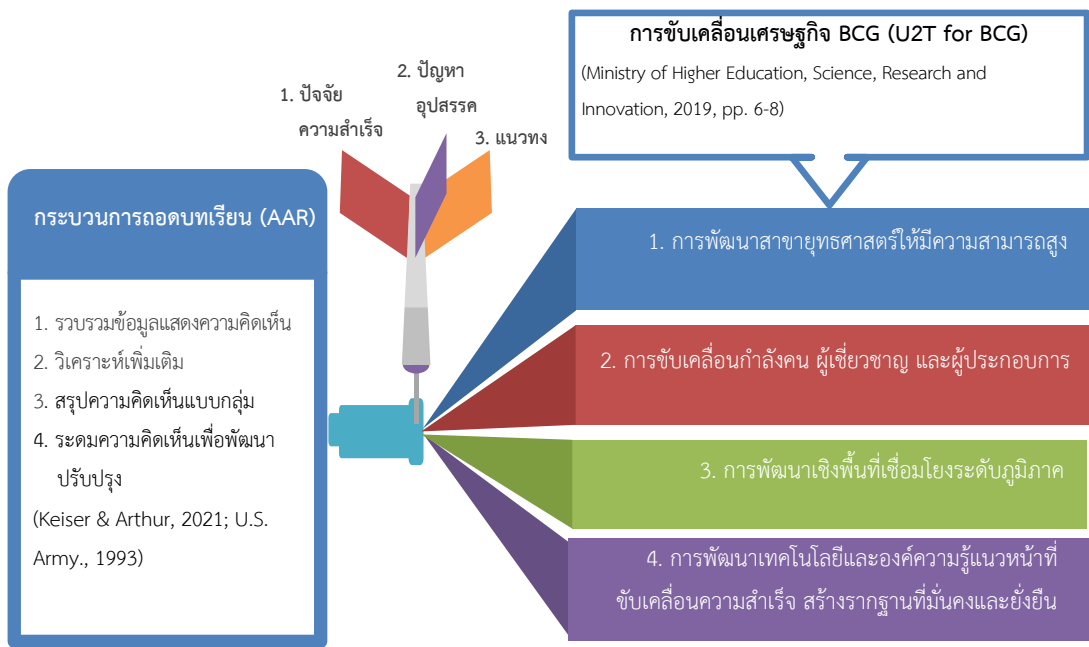 กระบวนการถอดบทเรียน (AAR)
1. รวบรวมข้อมูลแสดงความคิดเห็น
2. วิเคราะห์เพิ่มเติม
3. สรุปความคิดเห็นแบบกลุ่ม
4. ระดมความคิดเห็นเพื่อพัฒนา
ปรับปรุง
(Keiser & Arthur, 2021; U.S.
Army., 1993)
1. ปัจจัย
ความสำเร็จ
2. ปัญหา
อุปสรรค
3. แนวทง
การขับเคลื่อนเศรษฐกิจ BCG (U2T for BCG)
(Ministry of Higher Education, Science, Research and
Innovation, 2019, pp. 6-8)
1. การพัฒนาสาขายุทธศาสตร์ให้มีความสามารถสูง
2. การขับเคลื่อนกำลังคน ผู้เชี่ยวชาญ และผู้ประกอบการ
3. การพัฒนาเชิงพื้นที่เชื่อมโยงระดับภูมิภาค
4. การพัฒนาเทคโนโลยีและองค์ความรู้แนวหน้าที่
ขับเคลื่อนความสำเร็จ สร้างรากฐานที่มั่นคงและยั่งยืน